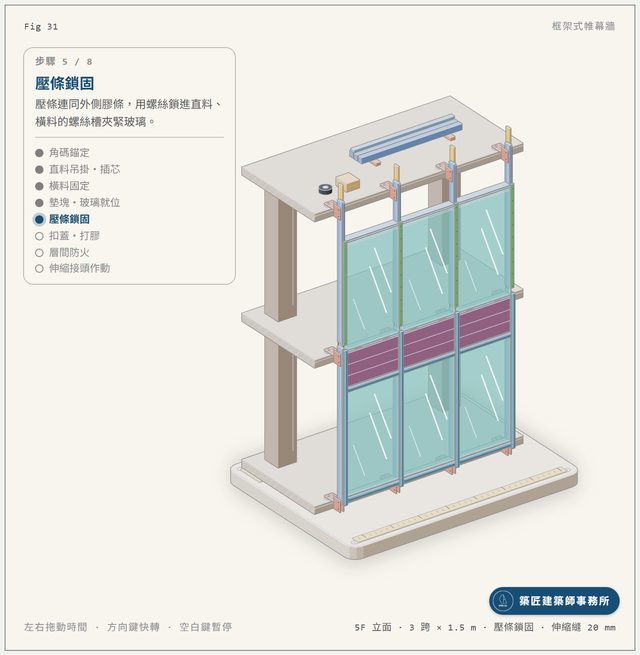 Fig 31
框架式帷幕牆
步驟 5 / 8
壓條鎖固
壓條連同外側膠條，用螺絲鎖進直料、
橫料的螺絲槽夾緊玻璃。
角碼錨定
直料吊掛・插芯
橫料固定
墊塊・玻璃就位
壓條鎖固
扣蓋・打膠
層間防火
伸縮接頭作動
築匠建築師事務所
左右拖動時間 · 方向鍵快轉 · 空白鍵暫停
5F 立面 · 3 跨 × 1.5 m · 壓條鎖固 · 伸縮縫 20 mm